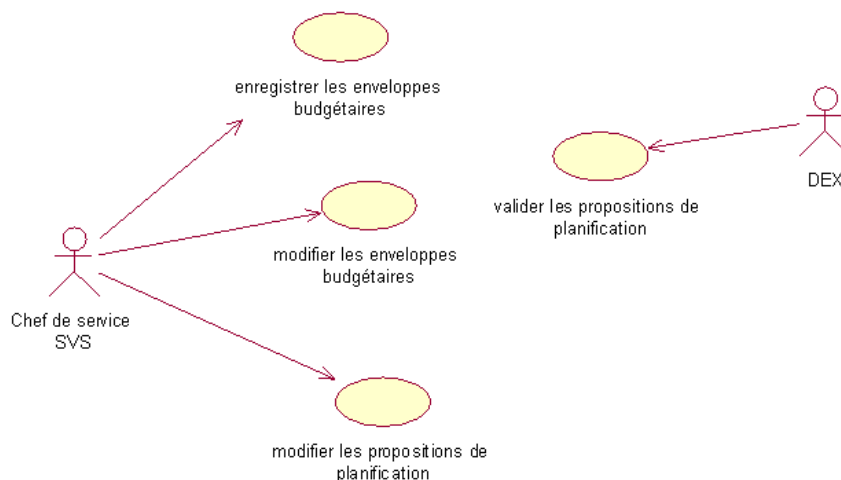 enregistrer les enveloppes
budgétaires
DEX
valider les propositions de
planification
modifier les enveloppes
budgétaires
Chef de service
SVS
modifier les propositions de
planification